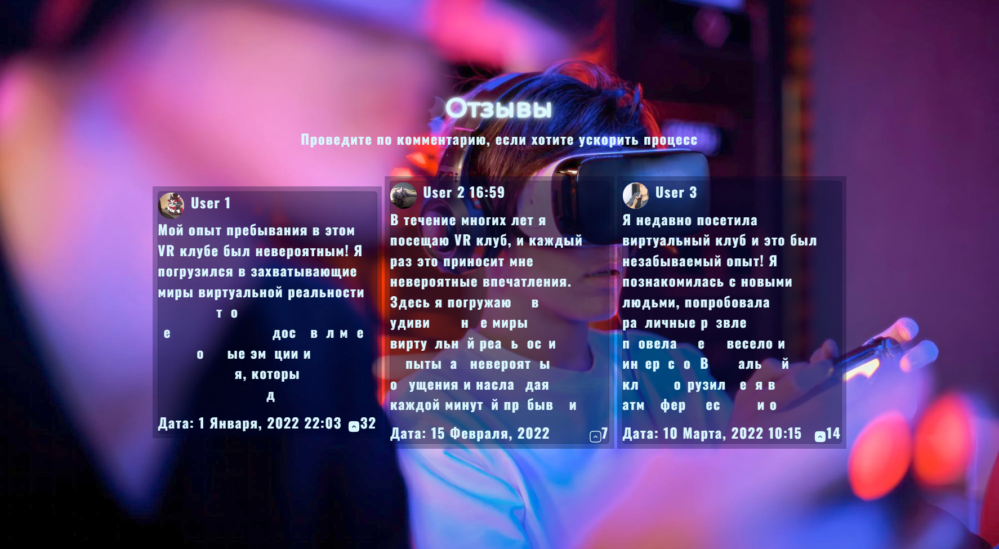 Отзывы
Проведите по комментарию, если хотите ускорить процесс
User 1
Мой опыт пребывания в этом
VR клубе был невероятным! Я
погрузился в захватывающие
миры виртуальной реальности
т о
е дос в л м е
о ые эм ции и
я, которы
д
Дата: 1 Января, 2022 22:03 32
User 2 16:59
В течение многих лет я
посещаю VR клуб, и каждый
раз это приносит мне
невероятные впечатления.
Здесь я погружаю в
удиви н е миры
вирту льн й реа ь ос и
пыты а невероят ы
о ущения и насла дая
каждой минут й пр быв и
Дата: 15 Февраля, 2022 7
User 3
Я недавно посетила
виртуальный клуб и это был
незабываемый опыт! Я
познакомилась с новыми
людьми, попробовала
ра личные р звле
п овела е весело и
ин ер с о В аль й
кл о рузил е я в
атм фер ес и о
Дата: 10 Марта, 2022 10:15 14